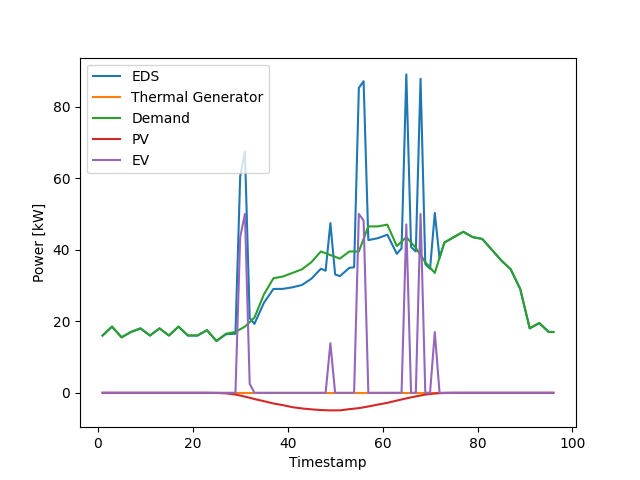 EDS
Thermal Generator
Demand
PV
EV
Power [kW]
80
60
40
20
0
0 20 40 60 80 100
Timestamp